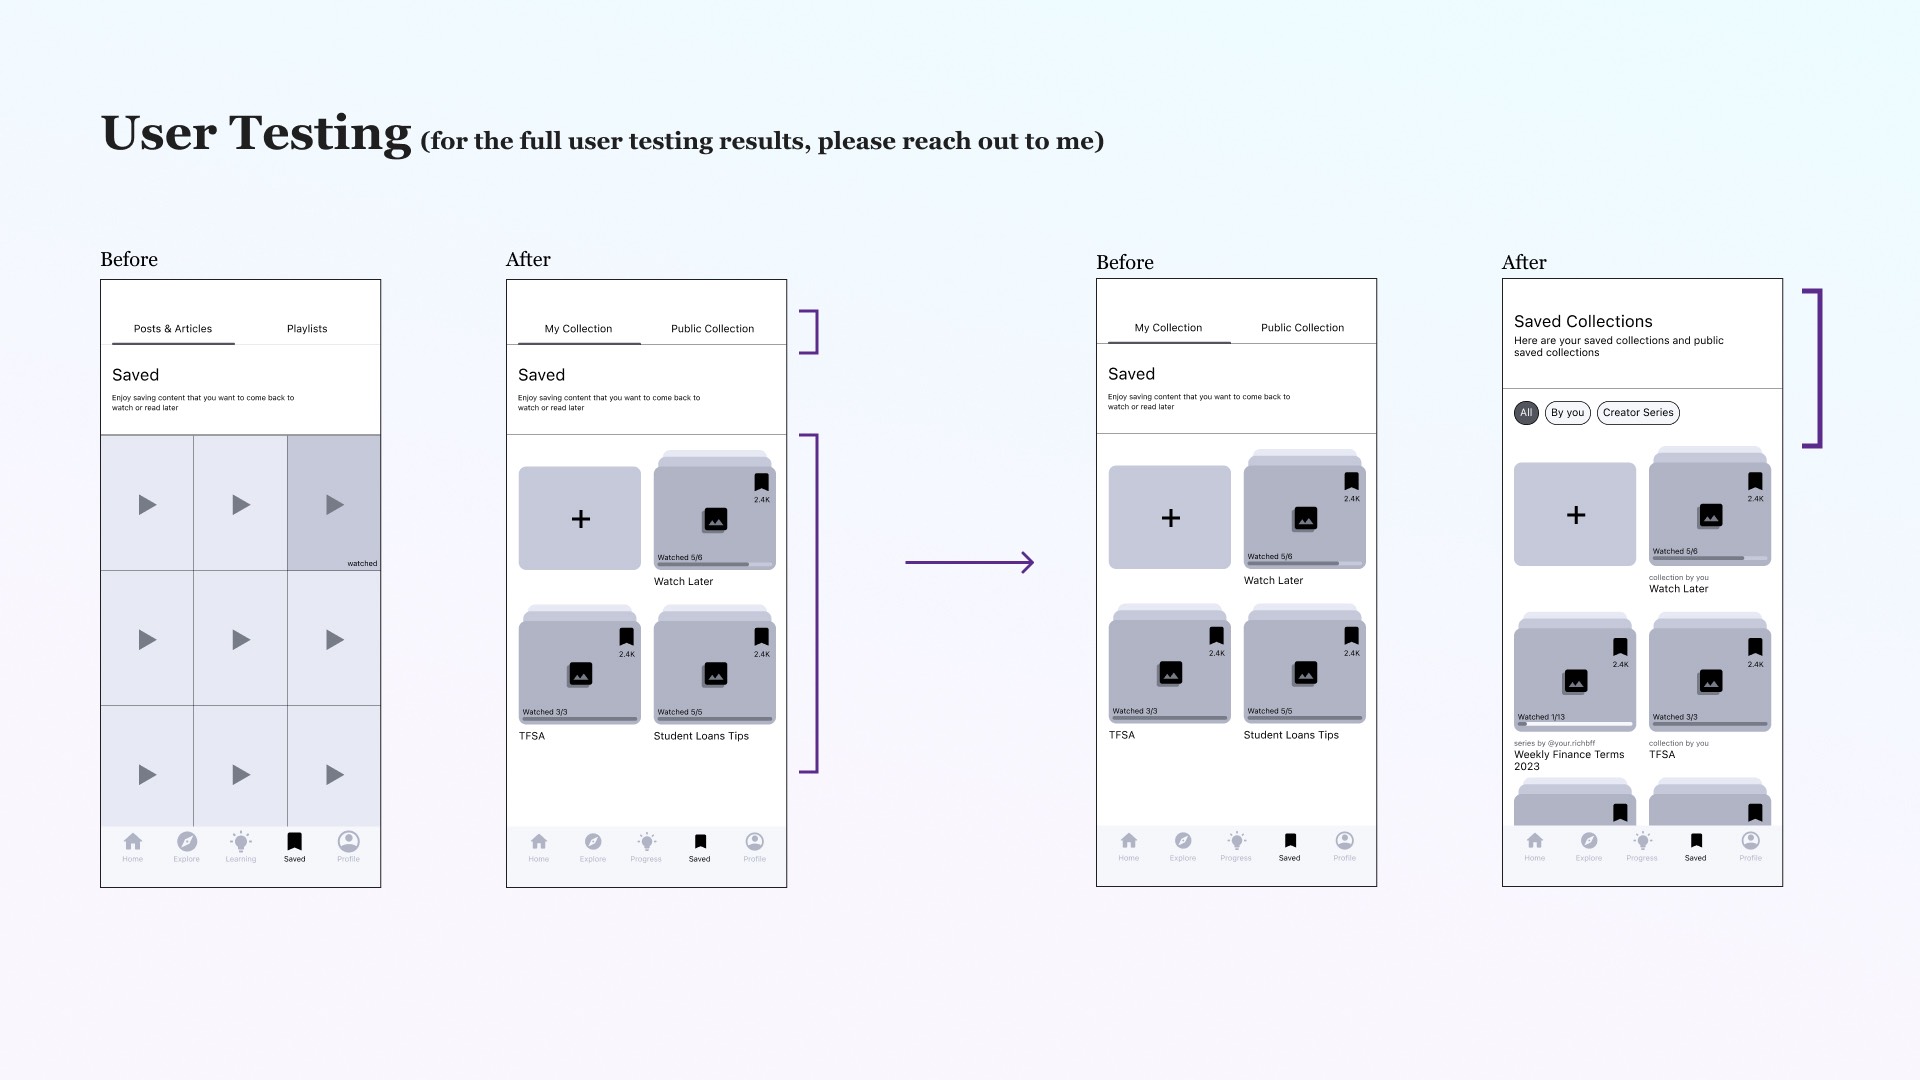 User Testing (for the full user testing results, please reach out to me)
Before
Posts & Articles
Playlists
Saved
Enjoy saving content that you want to come back to
watch or read later
watched
Home
Explore
Learning
Saved
Profile
After
My Collection
Public Collection
Saved
Enjoy saving content that you want to come back to
watch or read later
2.4K
Watched 5/6
Watch Later
2.4K
Watched 3/3
TFSA
2.4K
Watched 5/5
Student Loans Tips
Home
Explore
Progress
Saved
Profile
Before
My Collection
Public Collection
Saved
Enjoy saving content that you want to come back to
watch or read later
2.4K
Watched 5/6
Watch Later
2.4K
Watched 3/3
TFSA
2.4K
Watched 5/5
Student Loans Tips
Home
Explore
Progress
Saved
Profile
After
Saved Collections
Here are your saved collections and public
saved collections
All
By you
Creator Series
2.4K
Watched 5/6
collection by you
Watch Later
2.4K
Watched 1/13
series by @your.richbff
Weekly Finance Terms
2023
2.4K
Watched 3/3
collection by you
TFSA
Home
Explore
Progress
Saved
Profile